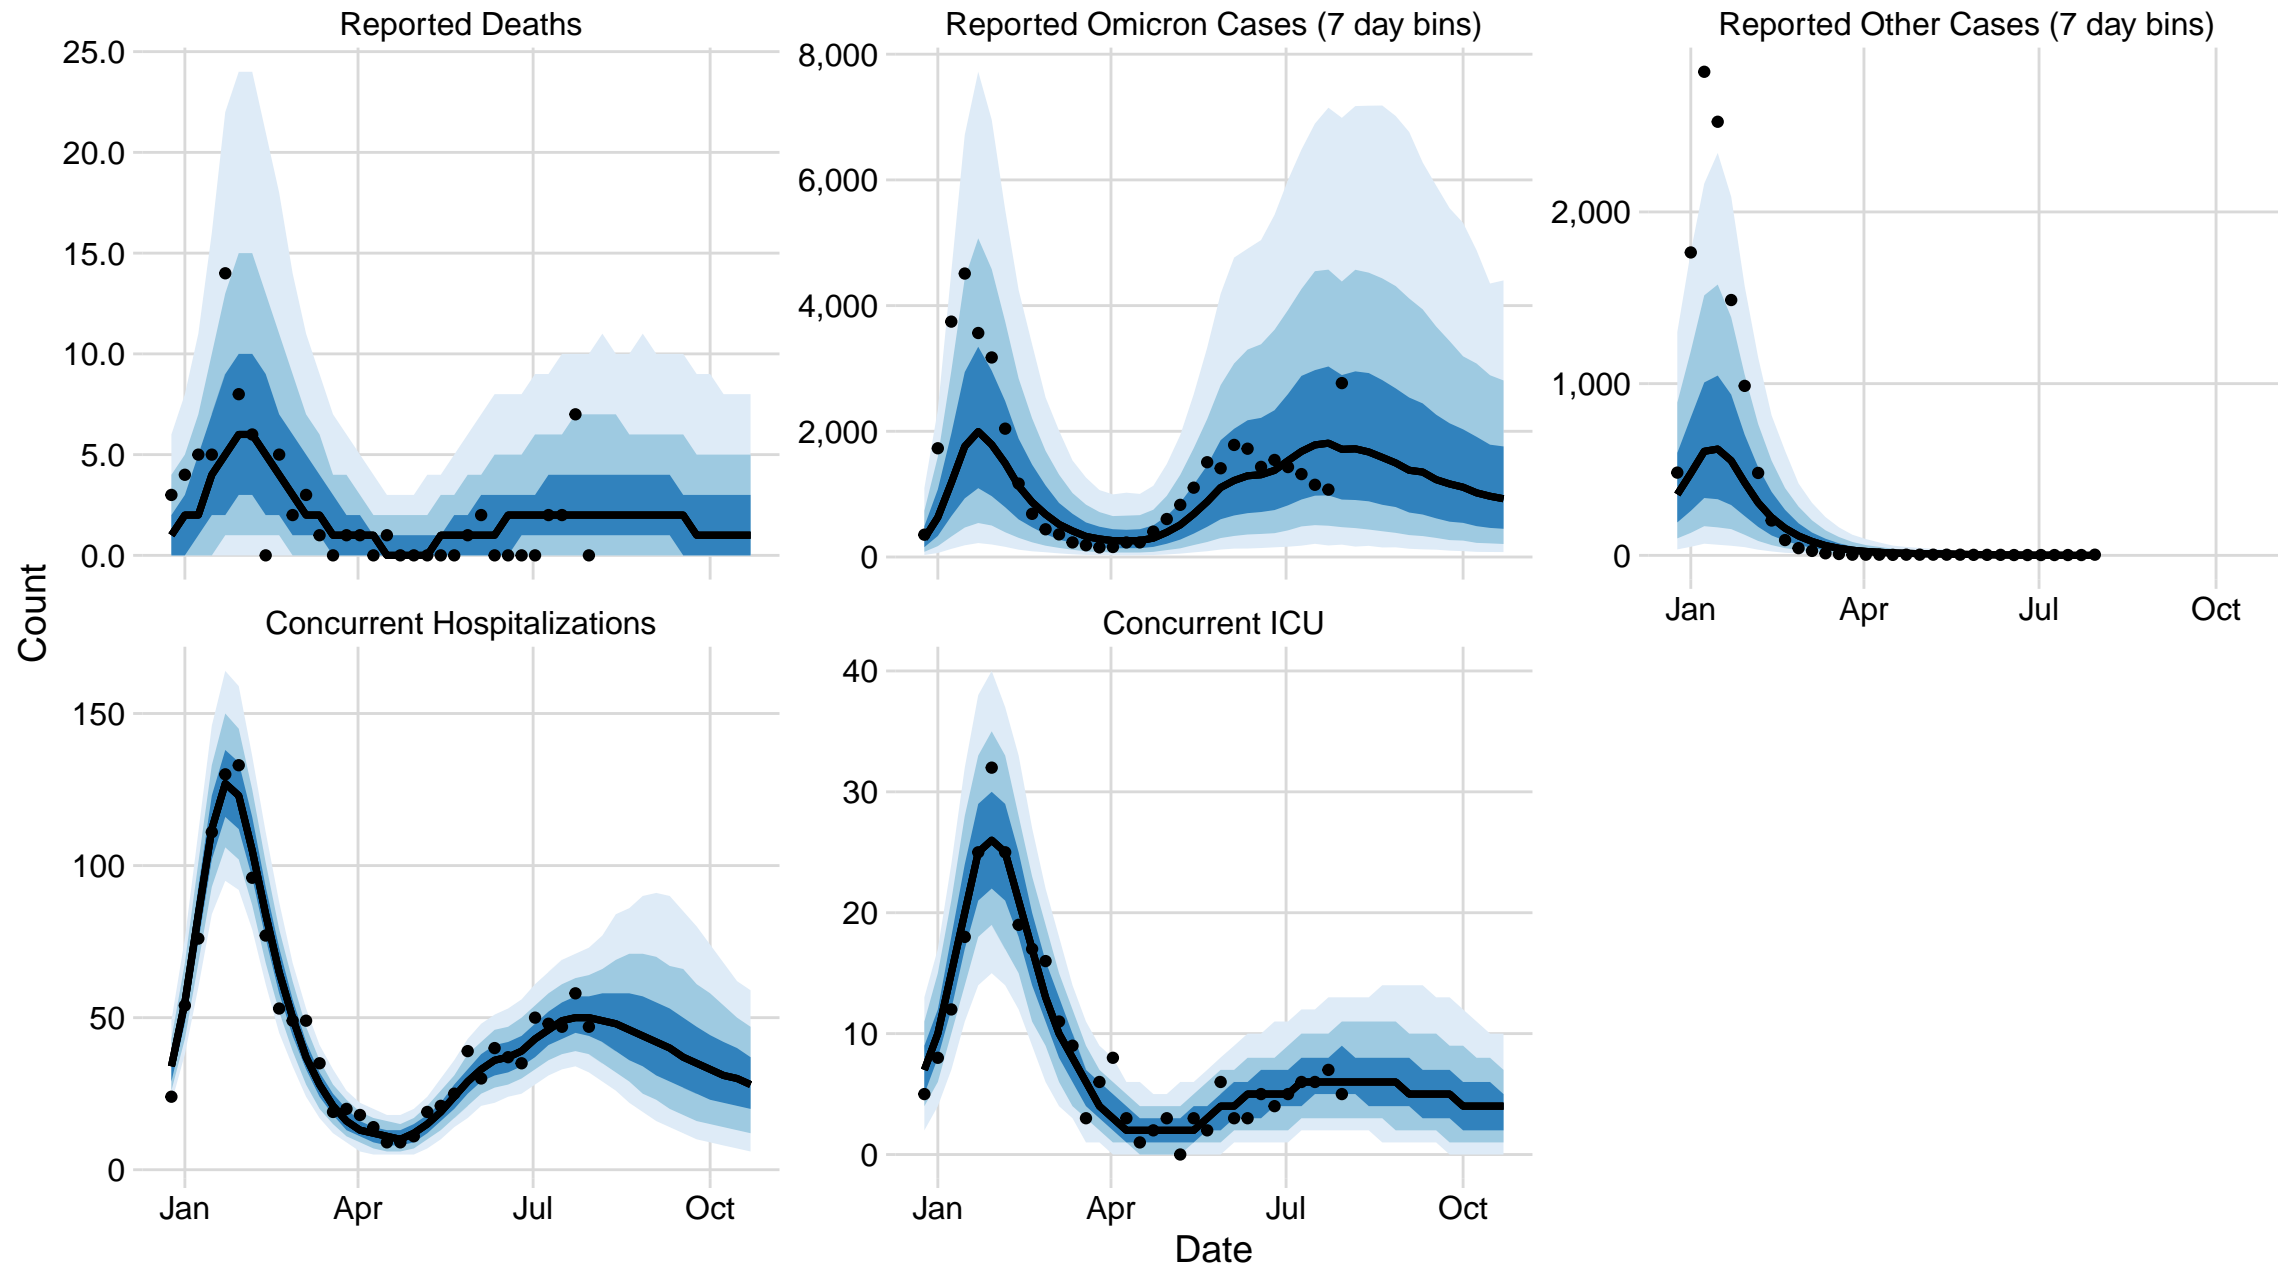 Reported Deaths
Reported Omicron Cases (7 day bins)
Reported Other Cases (7 day bins)
25.0
20.0
15.0
10.0
5.0
0.0
8,000
6,000
4,000
2,000
0
2,000
1,000
0
Jan Apr Jul Oct
Count
Concurrent Hospitalizations
Concurrent ICU
150
100
50
0
40
30
20
10
0
Jan Apr Jul Oct
Jan Apr Jul Oct
Date